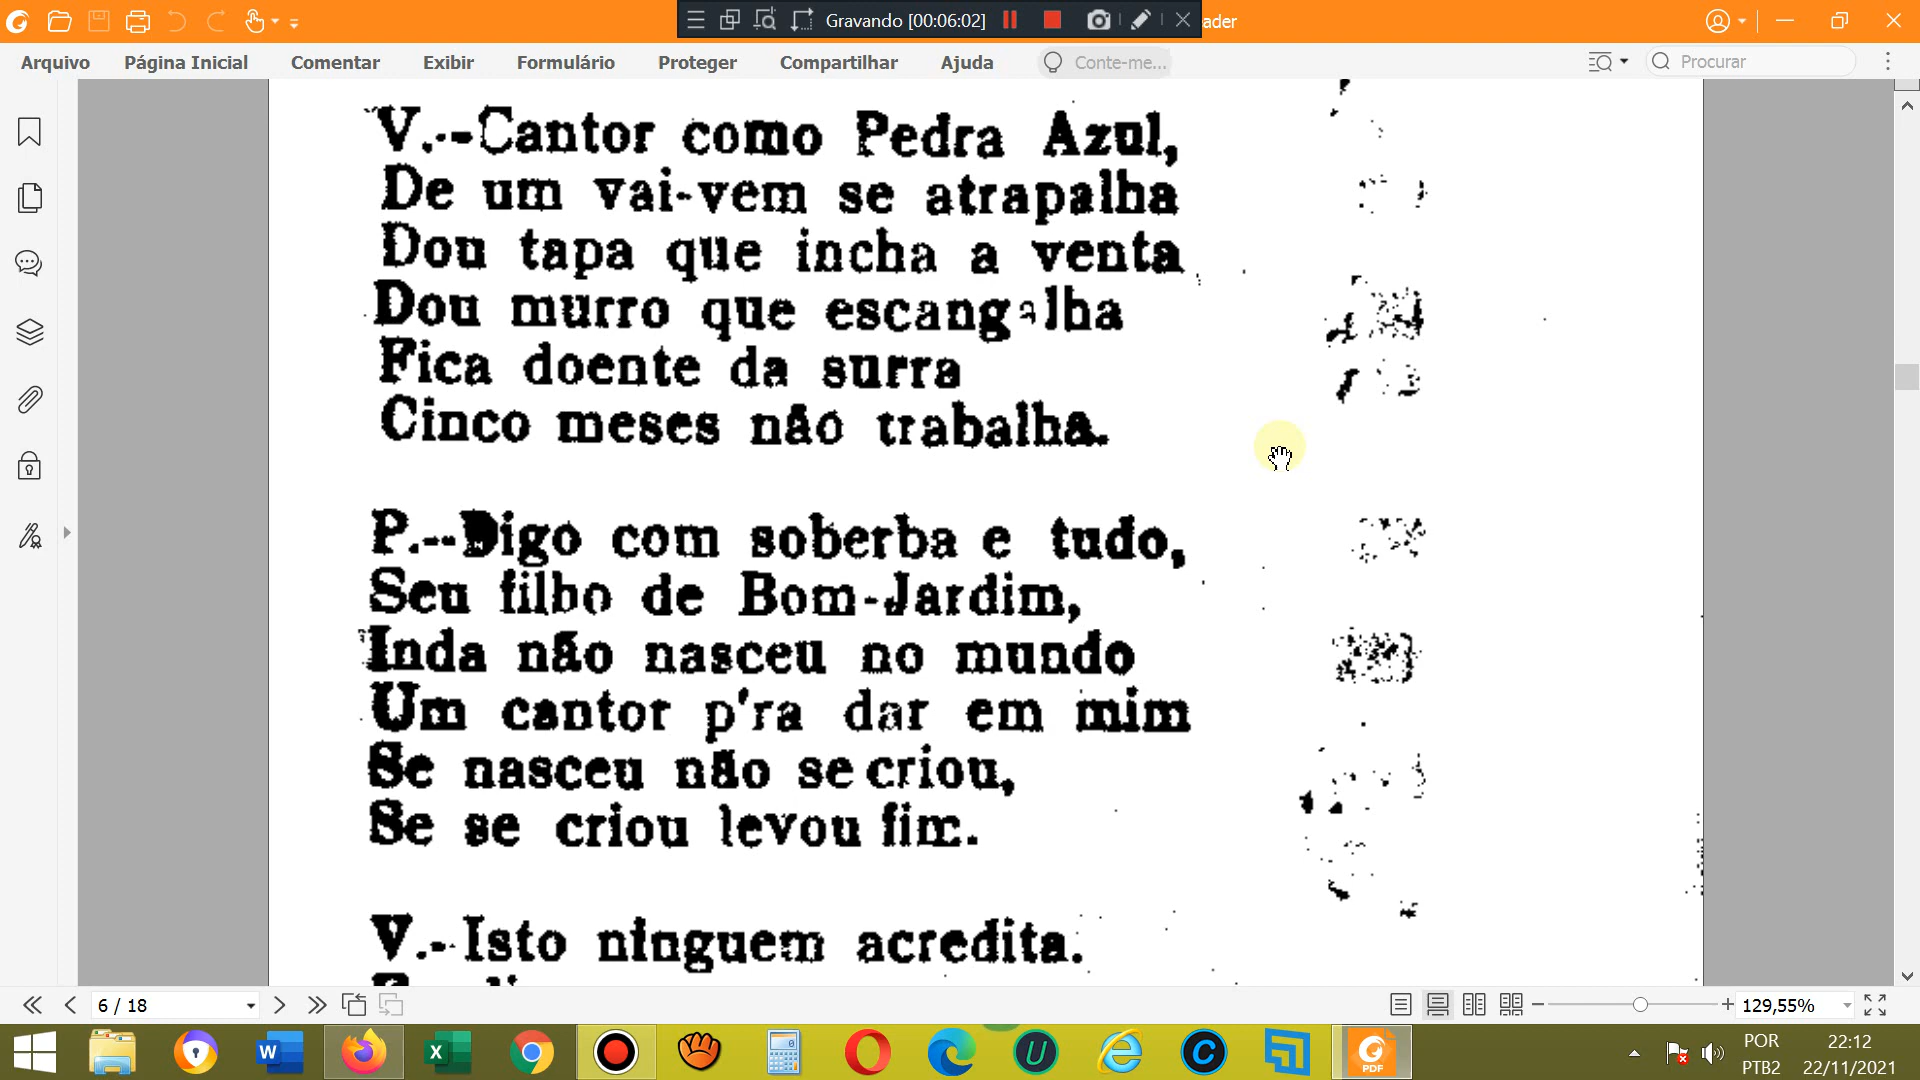 Gravando [00:06:02]
ader
Arquivo Página Inicial Comentar Exibir Formulário Proteger Compartilhar Ajuda Conte-me... Procurar
V.--Cantor como Pedra Azul,
De um vai-vem se atrapalha
Dou tapa que incha a venta
Dou murro que escangalha
Fica doente da surra
Cinco meses não trabalha.
P.--Digo com soberba e tudo,
Seu filho de Bom-Jardim,
Inda não nasceu no mundo
Um cantor p'ra dar em mim
Se nasceu não se criou,
Se se criou levou fim.
V.--Isto ninguem acredita.
6 / 18
129,55%
POR
PTB2
22:12
22/11/2021
PDF